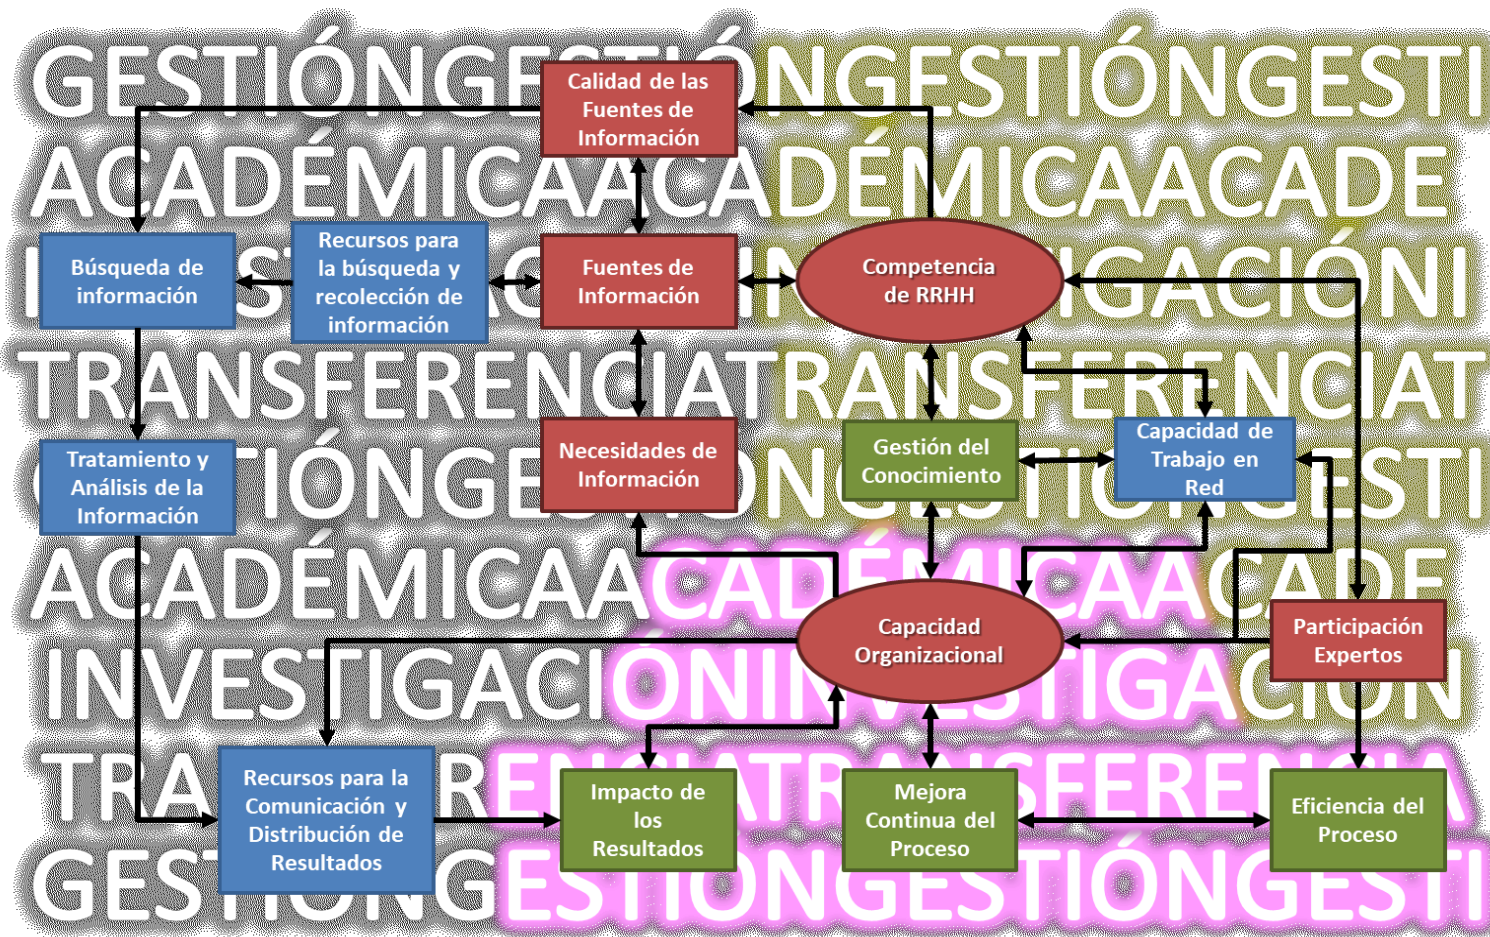 GESTIÓNGESTIÓNGESTIÓNGESTI
Calidad de las
Fuentes de
Información
ACADÉMICAACADÉMICAACADE
Búsqueda de
información
Recursos para
la búsqueda y
recolección de
información
Fuentes de
Información
Competencia
de RRHH
TIGACIÓNI
TRANSFERENCIATRANSFERENCIAT
Tratamiento y
Análisis de la
Información
Necesidades de
Información
Gestión del
Conocimiento
Capacidad de
Trabajo en
Red
GESTIÓNGESTIÓNGESTIÓNGESTI
ACADÉMICAACADÉMICAACADE
Capacidad
Organizacional
Participación
Expertos
INVESTIGACIÓNINVESTIGACIÓN
TRANSFERENCIATRANSFERENCIA
Recursos para la
Comunicación y
Distribución de
Resultados
Impacto de
los
Resultados
Mejora
Continua del
Proceso
Eficiencia del
Proceso
GESTIÓNGESTIÓNGESTIÓNGESTI